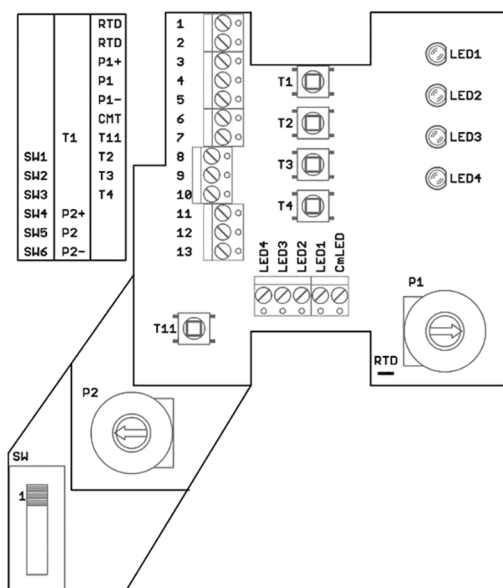 RTD 1
RTD 2
P1+ 3
P1 4
P1- 5
CMT 6
T1 T11 7
SW1 T2 8
SW2 T3 9
SW3 T4 10
SW4 P2+ 11
SW5 P2 12
SW6 P2- 13
T1
T2
T3
T4
LED1
LED2
LED3
LED4
LED4 LED3 LED2 LED1 CmLED
P1
T11
RTD
P2
SW
1